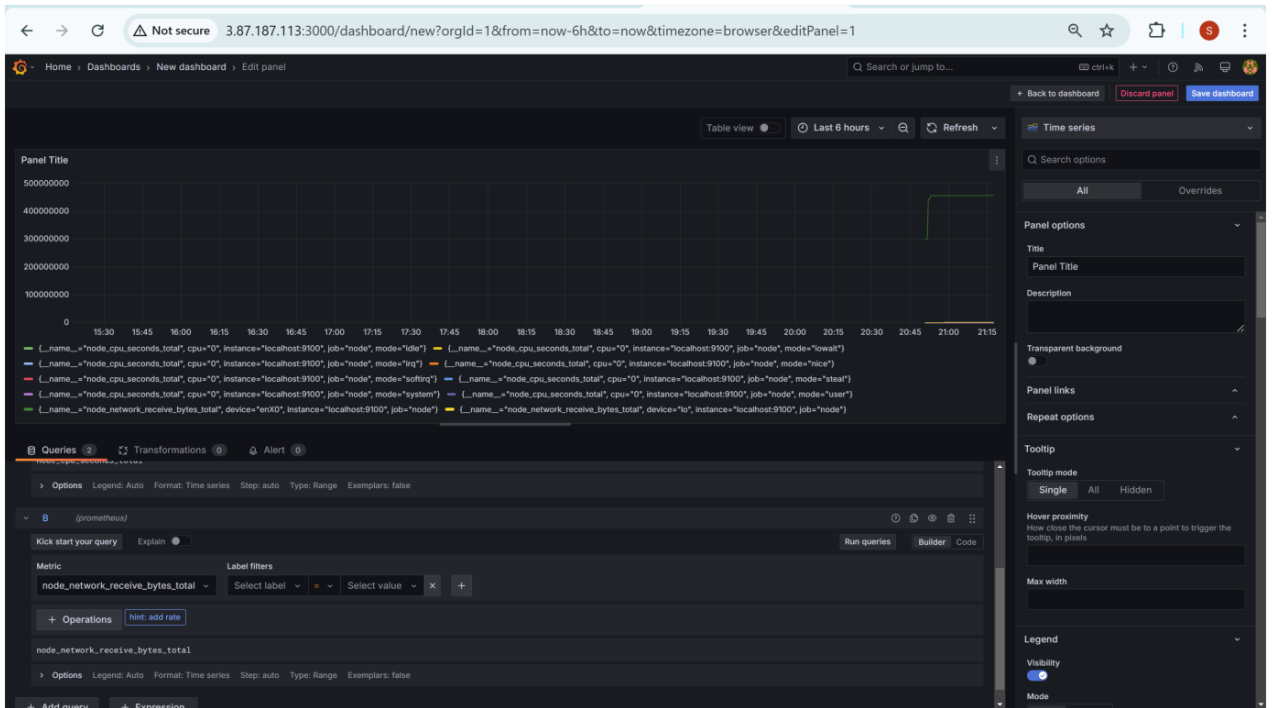 Not secure 3.87.187.113:3000/dashboard/new?orgId=1&from=now-6h&to=now&timezone=browser&editPanel=1 S
Home › Dashboards › New dashboard › Edit panel Search or jump to... ctrl+k
← Back to dashboard Discard panel Save dashboard
Table view Last 6 hours Refresh
Time series
Panel Title
Search options
All Overrides
500000000
400000000
300000000
200000000
100000000
0
15:30 15:45 16:00 16:15 16:30 16:45 17:00 17:15 17:30 17:45 18:00 18:15 18:30 18:45 19:00 19:15 19:30 19:45 20:00 20:15 20:30 20:45 21:00 21:15
{__name__="node_cpu_seconds_total", cpu="0", instance="localhost:9100", job="node", mode="idle"} {__name__="node_cpu_seconds_total", cpu="0", instance="localhost:9100", job="node", mode="iowait"}
{__name__="node_cpu_seconds_total", cpu="0", instance="localhost:9100", job="node", mode="irq"} {__name__="node_cpu_seconds_total", cpu="0", instance="localhost:9100", job="node", mode="nice"}
{__name__="node_cpu_seconds_total", cpu="0", instance="localhost:9100", job="node", mode="softirq"} {__name__="node_cpu_seconds_total", cpu="0", instance="localhost:9100", job="node", mode="steal"}
{__name__="node_cpu_seconds_total", cpu="0", instance="localhost:9100", job="node", mode="system"} {__name__="node_cpu_seconds_total", cpu="0", instance="localhost:9100", job="node", mode="user"}
{__name__="node_network_receive_bytes_total", device="enX0", instance="localhost:9100", job="node"} {__name__="node_network_receive_bytes_total", device="lo", instance="localhost:9100", job="node"}
Queries 2 Transformations 0 Alert 0
node_cpu_seconds_total
› Options Legend: Auto Format: Time series Step: auto Type: Range Exemplars: false
B (prometheus)
Kick start your query Explain Run queries Builder Code
Metric Label filters
node_network_receive_bytes_total Select label = Select value × +
+ Operations hint: add rate
node_network_receive_bytes_total
› Options Legend: Auto Format: Time series Step: auto Type: Range Exemplars: false
+ Add query + Expression
Panel options
Title
Panel Title
Description
Transparent background
Panel links
Repeat options
Tooltip
Tooltip mode
Single All Hidden
Hover proximity
How close the cursor must be to a point to trigger the
tooltip, in pixels
Max width
Legend
Visibility
Mode